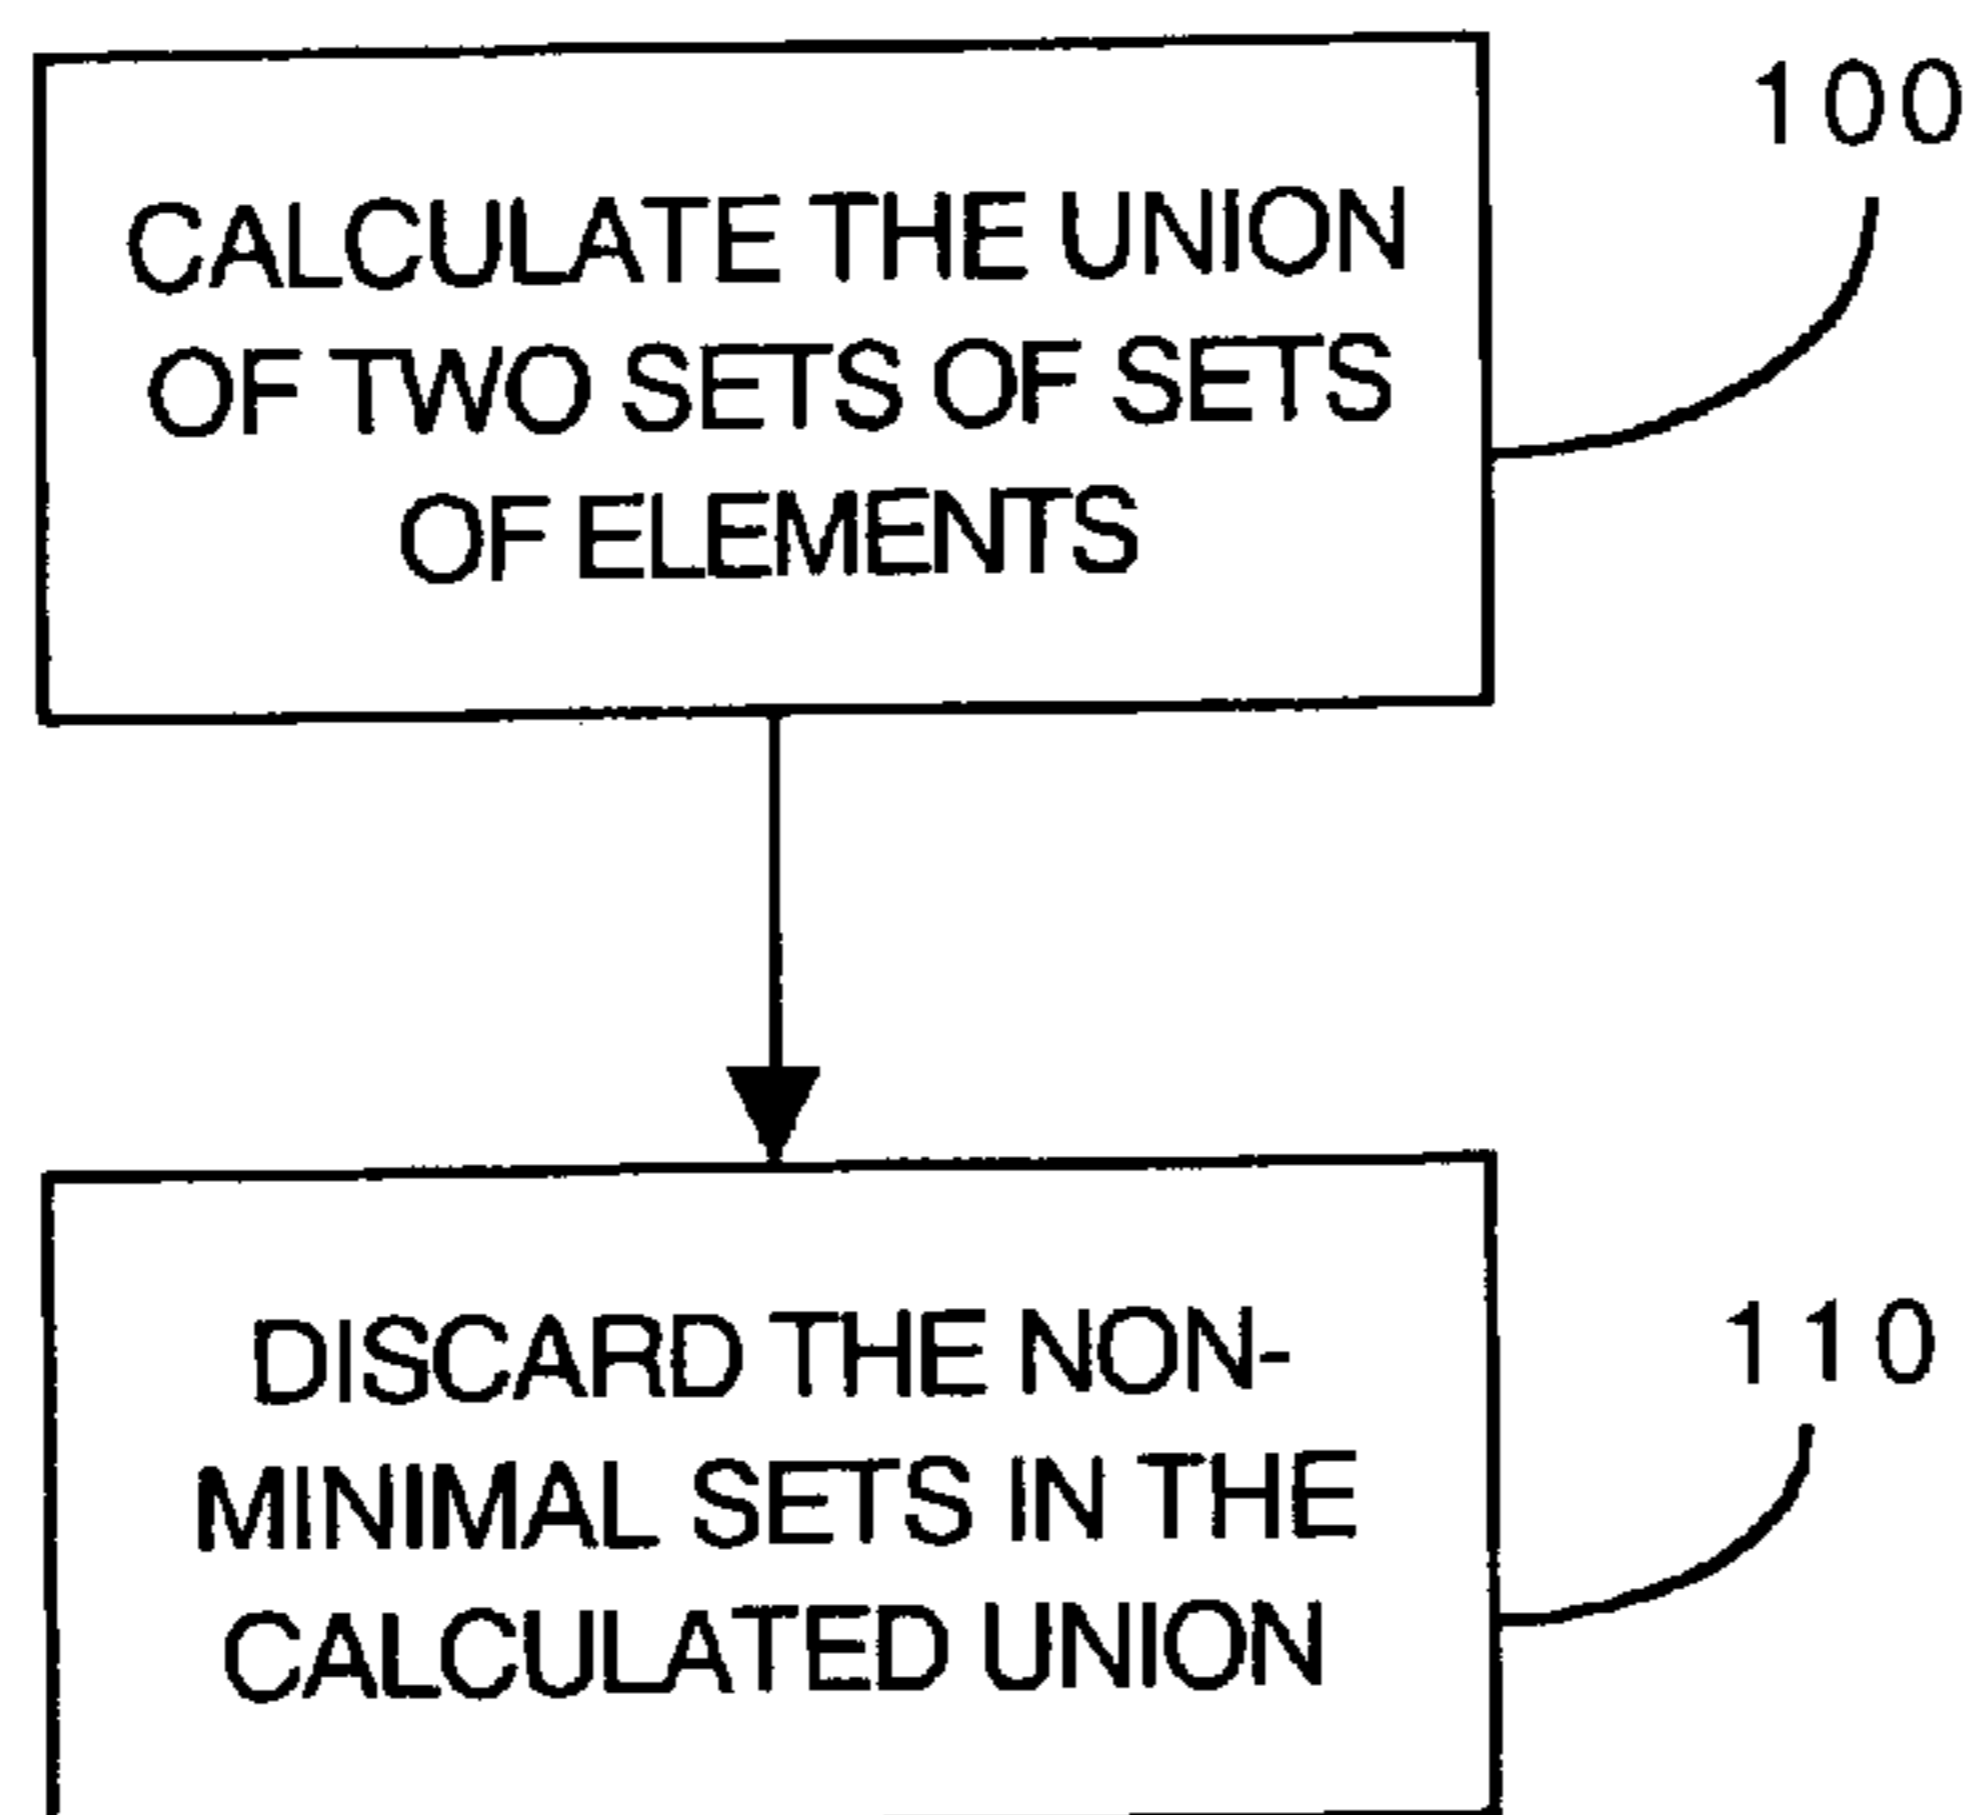 100
CALCULATE THE UNION
OF TWO SETS OF SETS
OF ELEMENTS
110
DISCARD THE NON-
MINIMAL SETS IN THE
CALCULATED UNION